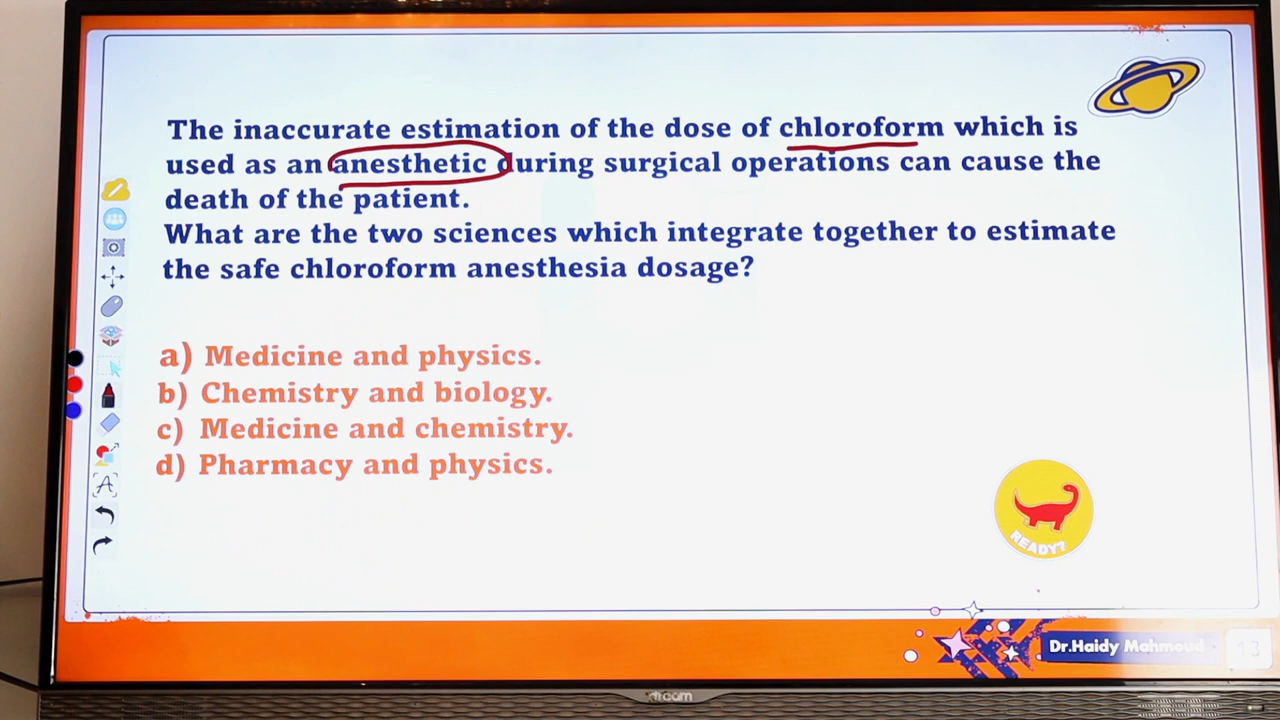 The inaccurate estimation of the dose of chloroform which is
used as an anesthetic during surgical operations can cause the
death of the patient.
What are the two sciences which integrate together to estimate
the safe chloroform anesthesia dosage?
a) Medicine and physics.
b) Chemistry and biology.
c) Medicine and chemistry.
d) Pharmacy and physics.
READY?
Dr.Haidy Mahmoud
13
dream